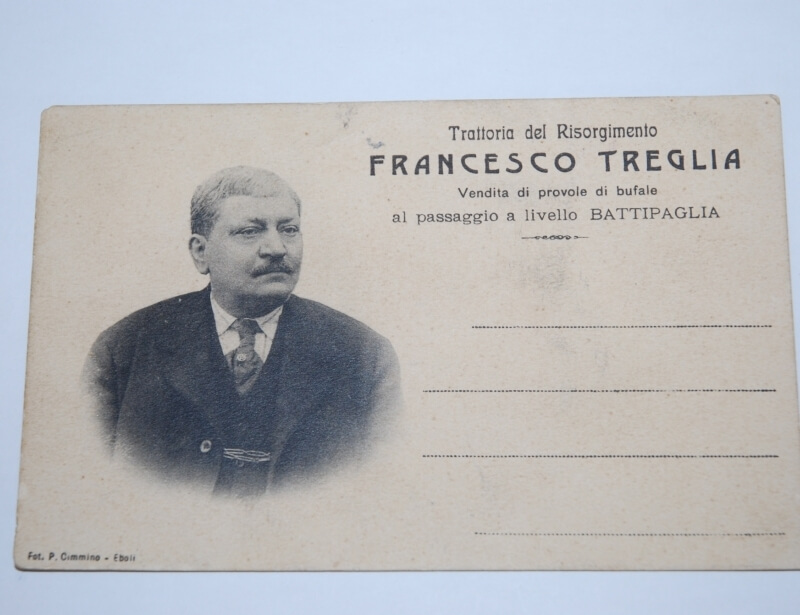 Trattoria del Risorgimento
FRANCESCO TREGLIA
Vendita di provole di bufale
al passaggio a livello BATTIPAGLIA
Fot. P. Cimmino - Eboli